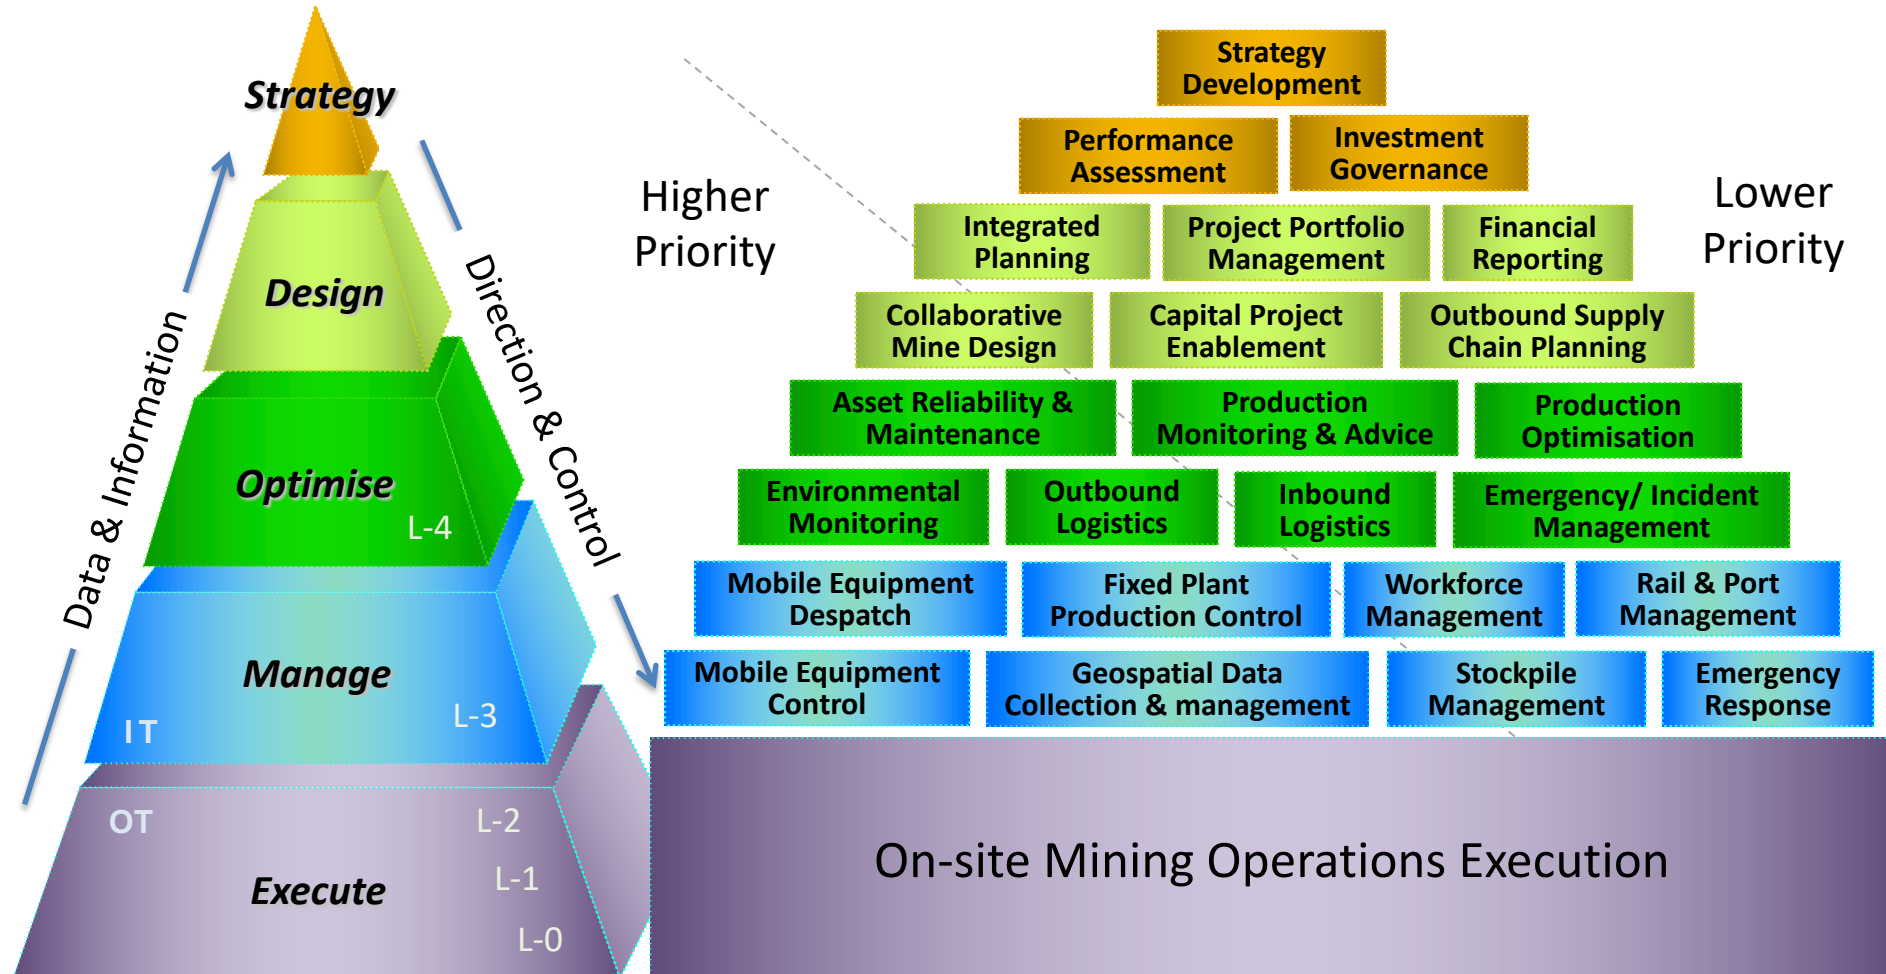 Strategy
Design
Optimise
L-4
Manage
IT
L-3
OT
L-2
Execute
L-1
L-0
Data & Information
Direction & Control
Higher
Priority
Lower
Priority
Strategy
Development
Performance
Assessment
Investment
Governance
Integrated
Planning
Project Portfolio
Management
Financial
Reporting
Collaborative
Mine Design
Capital Project
Enablement
Outbound Supply
Chain Planning
Asset Reliability &
Maintenance
Production
Monitoring & Advice
Production
Optimisation
Environmental
Monitoring
Outbound
Logistics
Inbound
Logistics
Emergency/ Incident
Management
Mobile Equipment
Despatch
Fixed Plant
Production Control
Workforce
Management
Rail & Port
Management
Mobile Equipment
Control
Geospatial Data
Collection & management
Stockpile
Management
Emergency
Response
On-site Mining Operations Execution